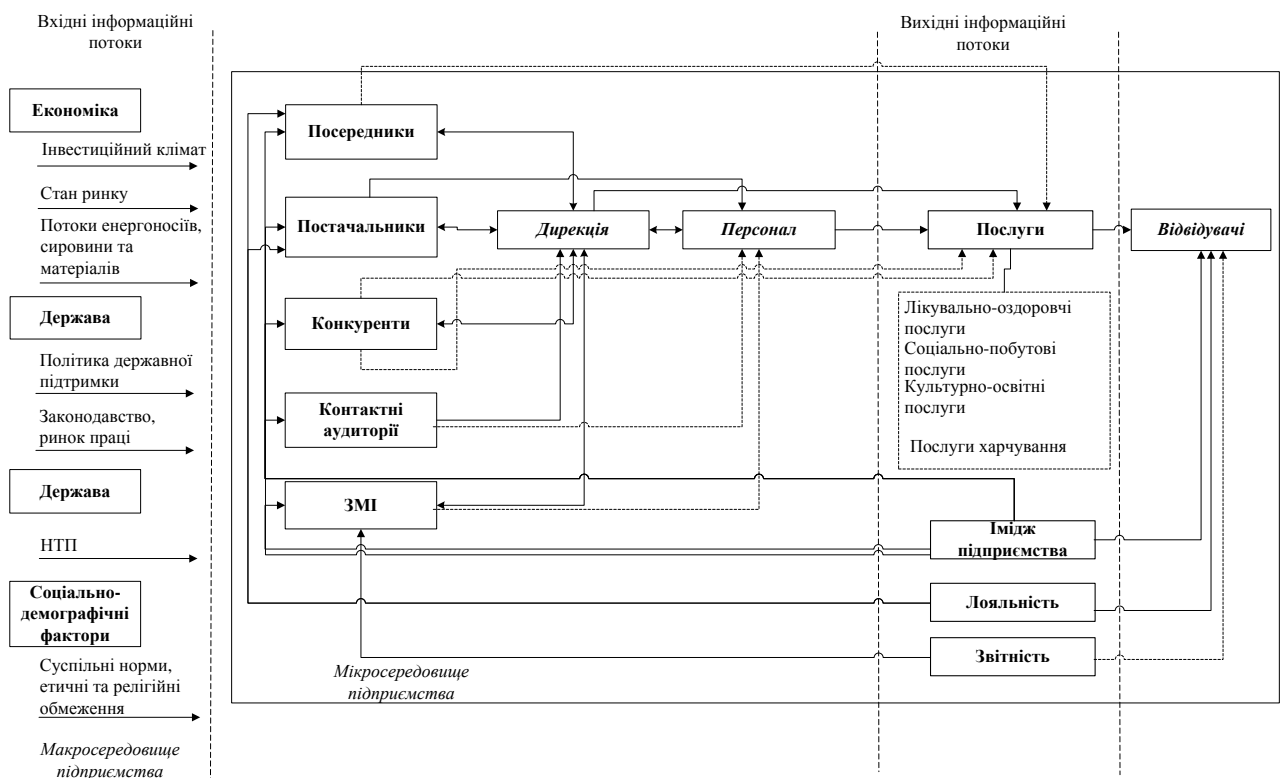 Вхідні інформаційні
потоки
Економіка
Інвестиційний клімат
Стан ринку
Потоки енергоносіїв,
сировини та
матеріалів
Держава
Політика державної
підтримки
Законодавство,
ринок праці
Держава
НТП
Соціально-
демографічні
фактори
Суспільні норми,
етичні та релігійні
обмеження
Макросередовище
підприємства
Посередники
Постачальники
Конкуренти
Контактні
аудиторії
ЗМІ
Мікросередовище
підприємства
Дирекція
Персонал
Вихідні інформаційні
потоки
Послуги
Лікувально-оздоровчі
послуги
Соціально-побутові
послуги
Культурно-освітні
послуги
Послуги харчування
Імідж
підприємства
Лояльність
Звітність
Відвідувачі